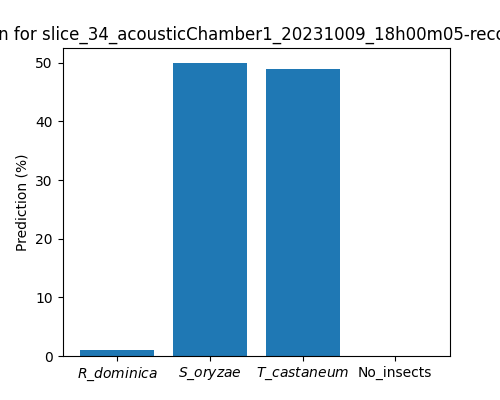 n for slice_34_acousticChamber1_20231009_18h00m05-reco
Prediction (%)
50
40
30
20
10
0
R_dominica S_oryzae T_castaneum No_insects